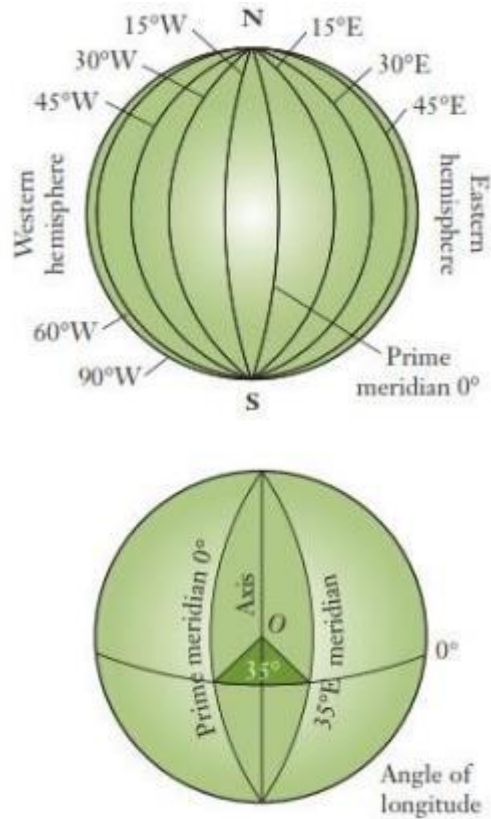 N
15°W
15°E
30°W
30°E
45°W
45°E
Western
hemisphere
Eastern
hemisphere
60°W
90°W
Prime
meridian 0°
S
Prime meridian 0°
Axis
O
35°
35°E meridian
0°
Angle of
longitude